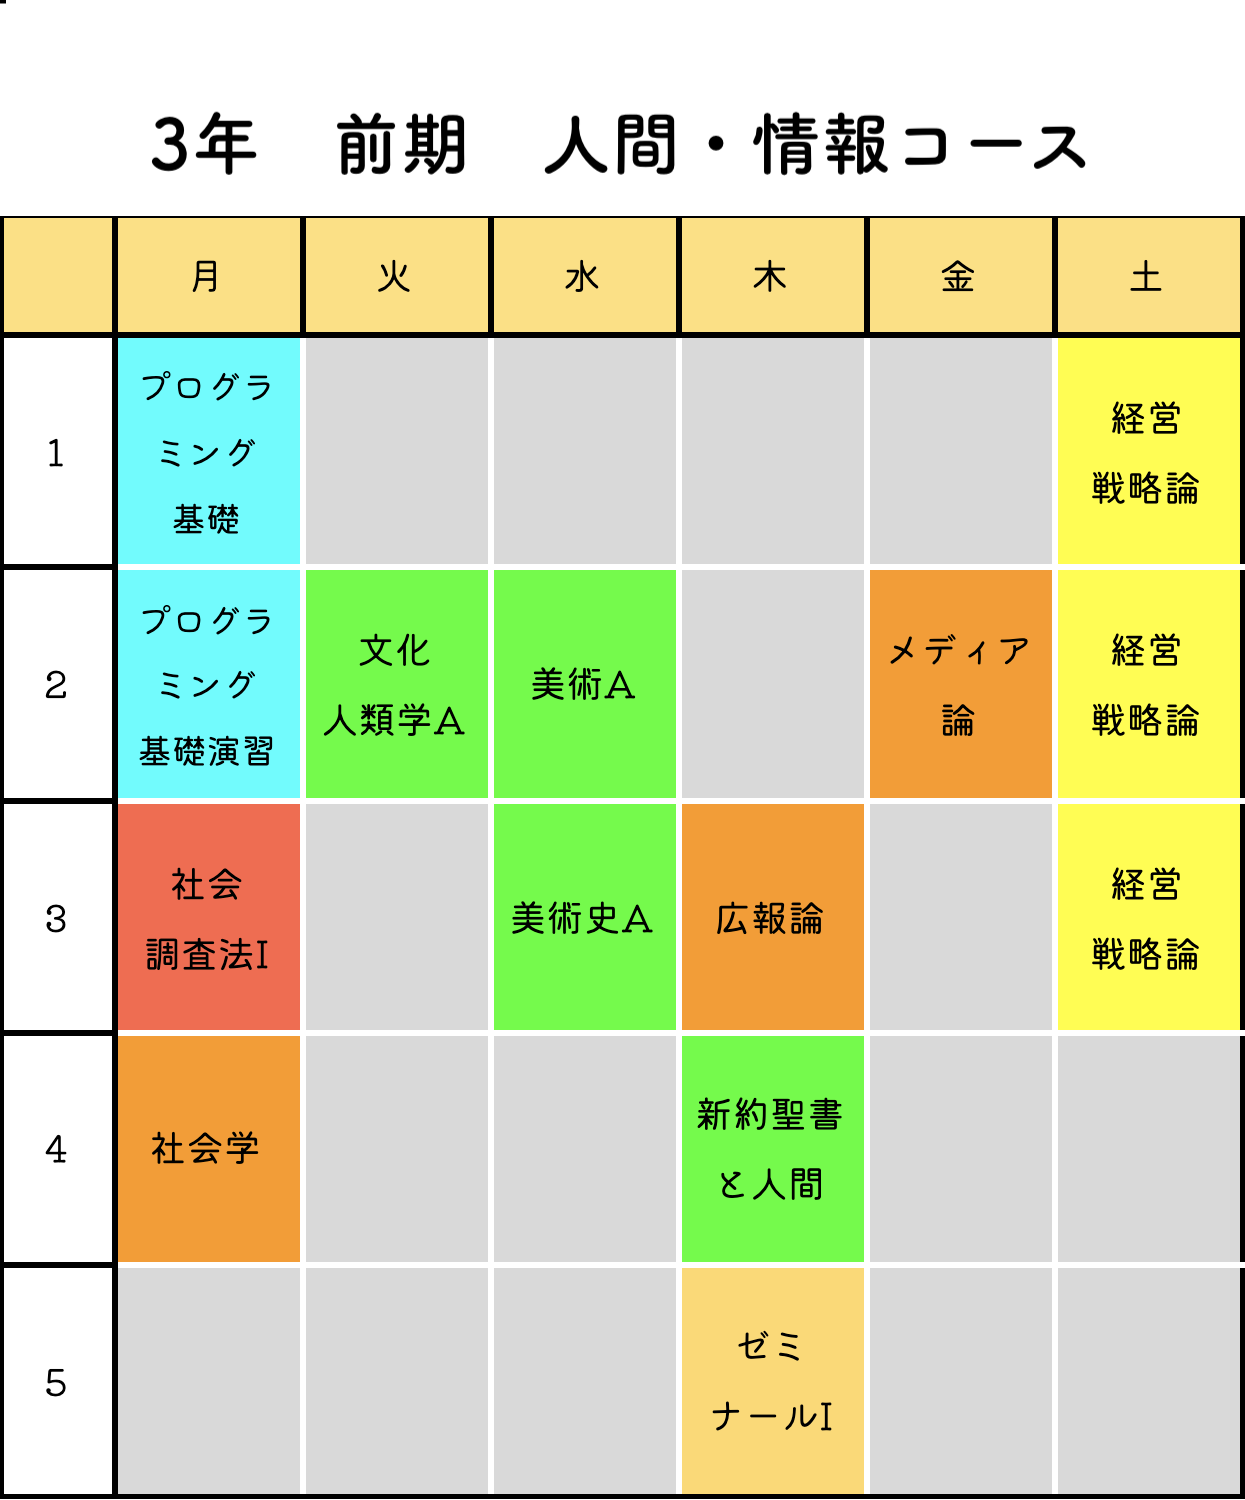 3年　前期　人間・情報コース
月 火 水 木 金 土
1
プログラ
ミング
基礎
経営
戦略論
2
プログラ
ミング
基礎演習
文化
人類学A
美術A
メディア
論
経営
戦略論
3
社会
調査法I
美術史A
広報論
経営
戦略論
4
社会学
新約聖書
と人間
5
ゼミ
ナールI